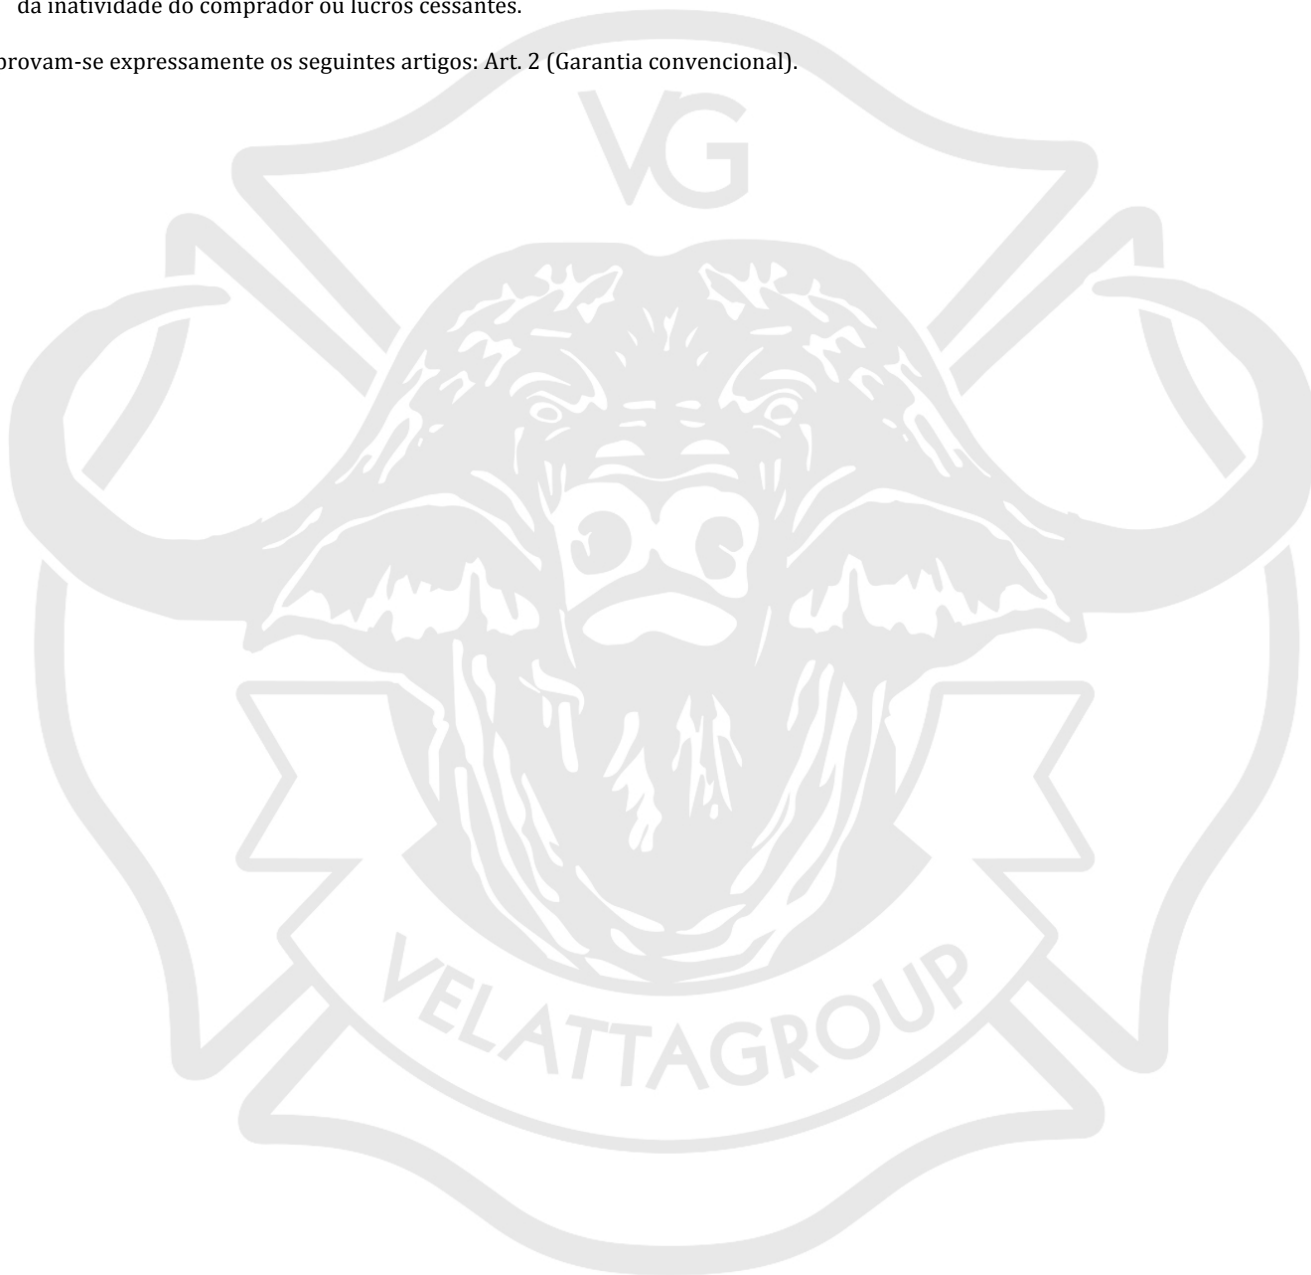 da inatividade do comprador ou lucros cessantes.
provam-se expressamente os seguintes artigos: Art. 2 (Garantia convencional).
VG
VELATTAGROUP